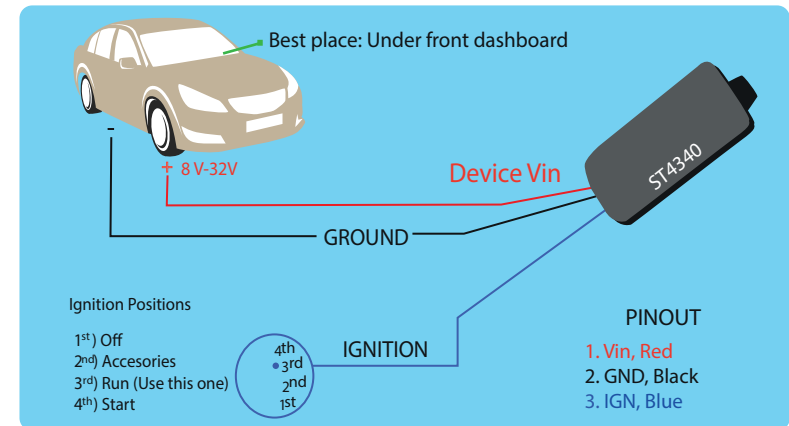 Best place: Under front dashboard
ST4340
-
+ 8 V-32V
Device Vin
GROUND
Ignition Positions
1st) Off
2nd) Accesories
3rd) Run (Use this one)
4th) Start
4th
3rd
2nd
1st
IGNITION
PINOUT
1. Vin, Red
2. GND, Black
3. IGN, Blue